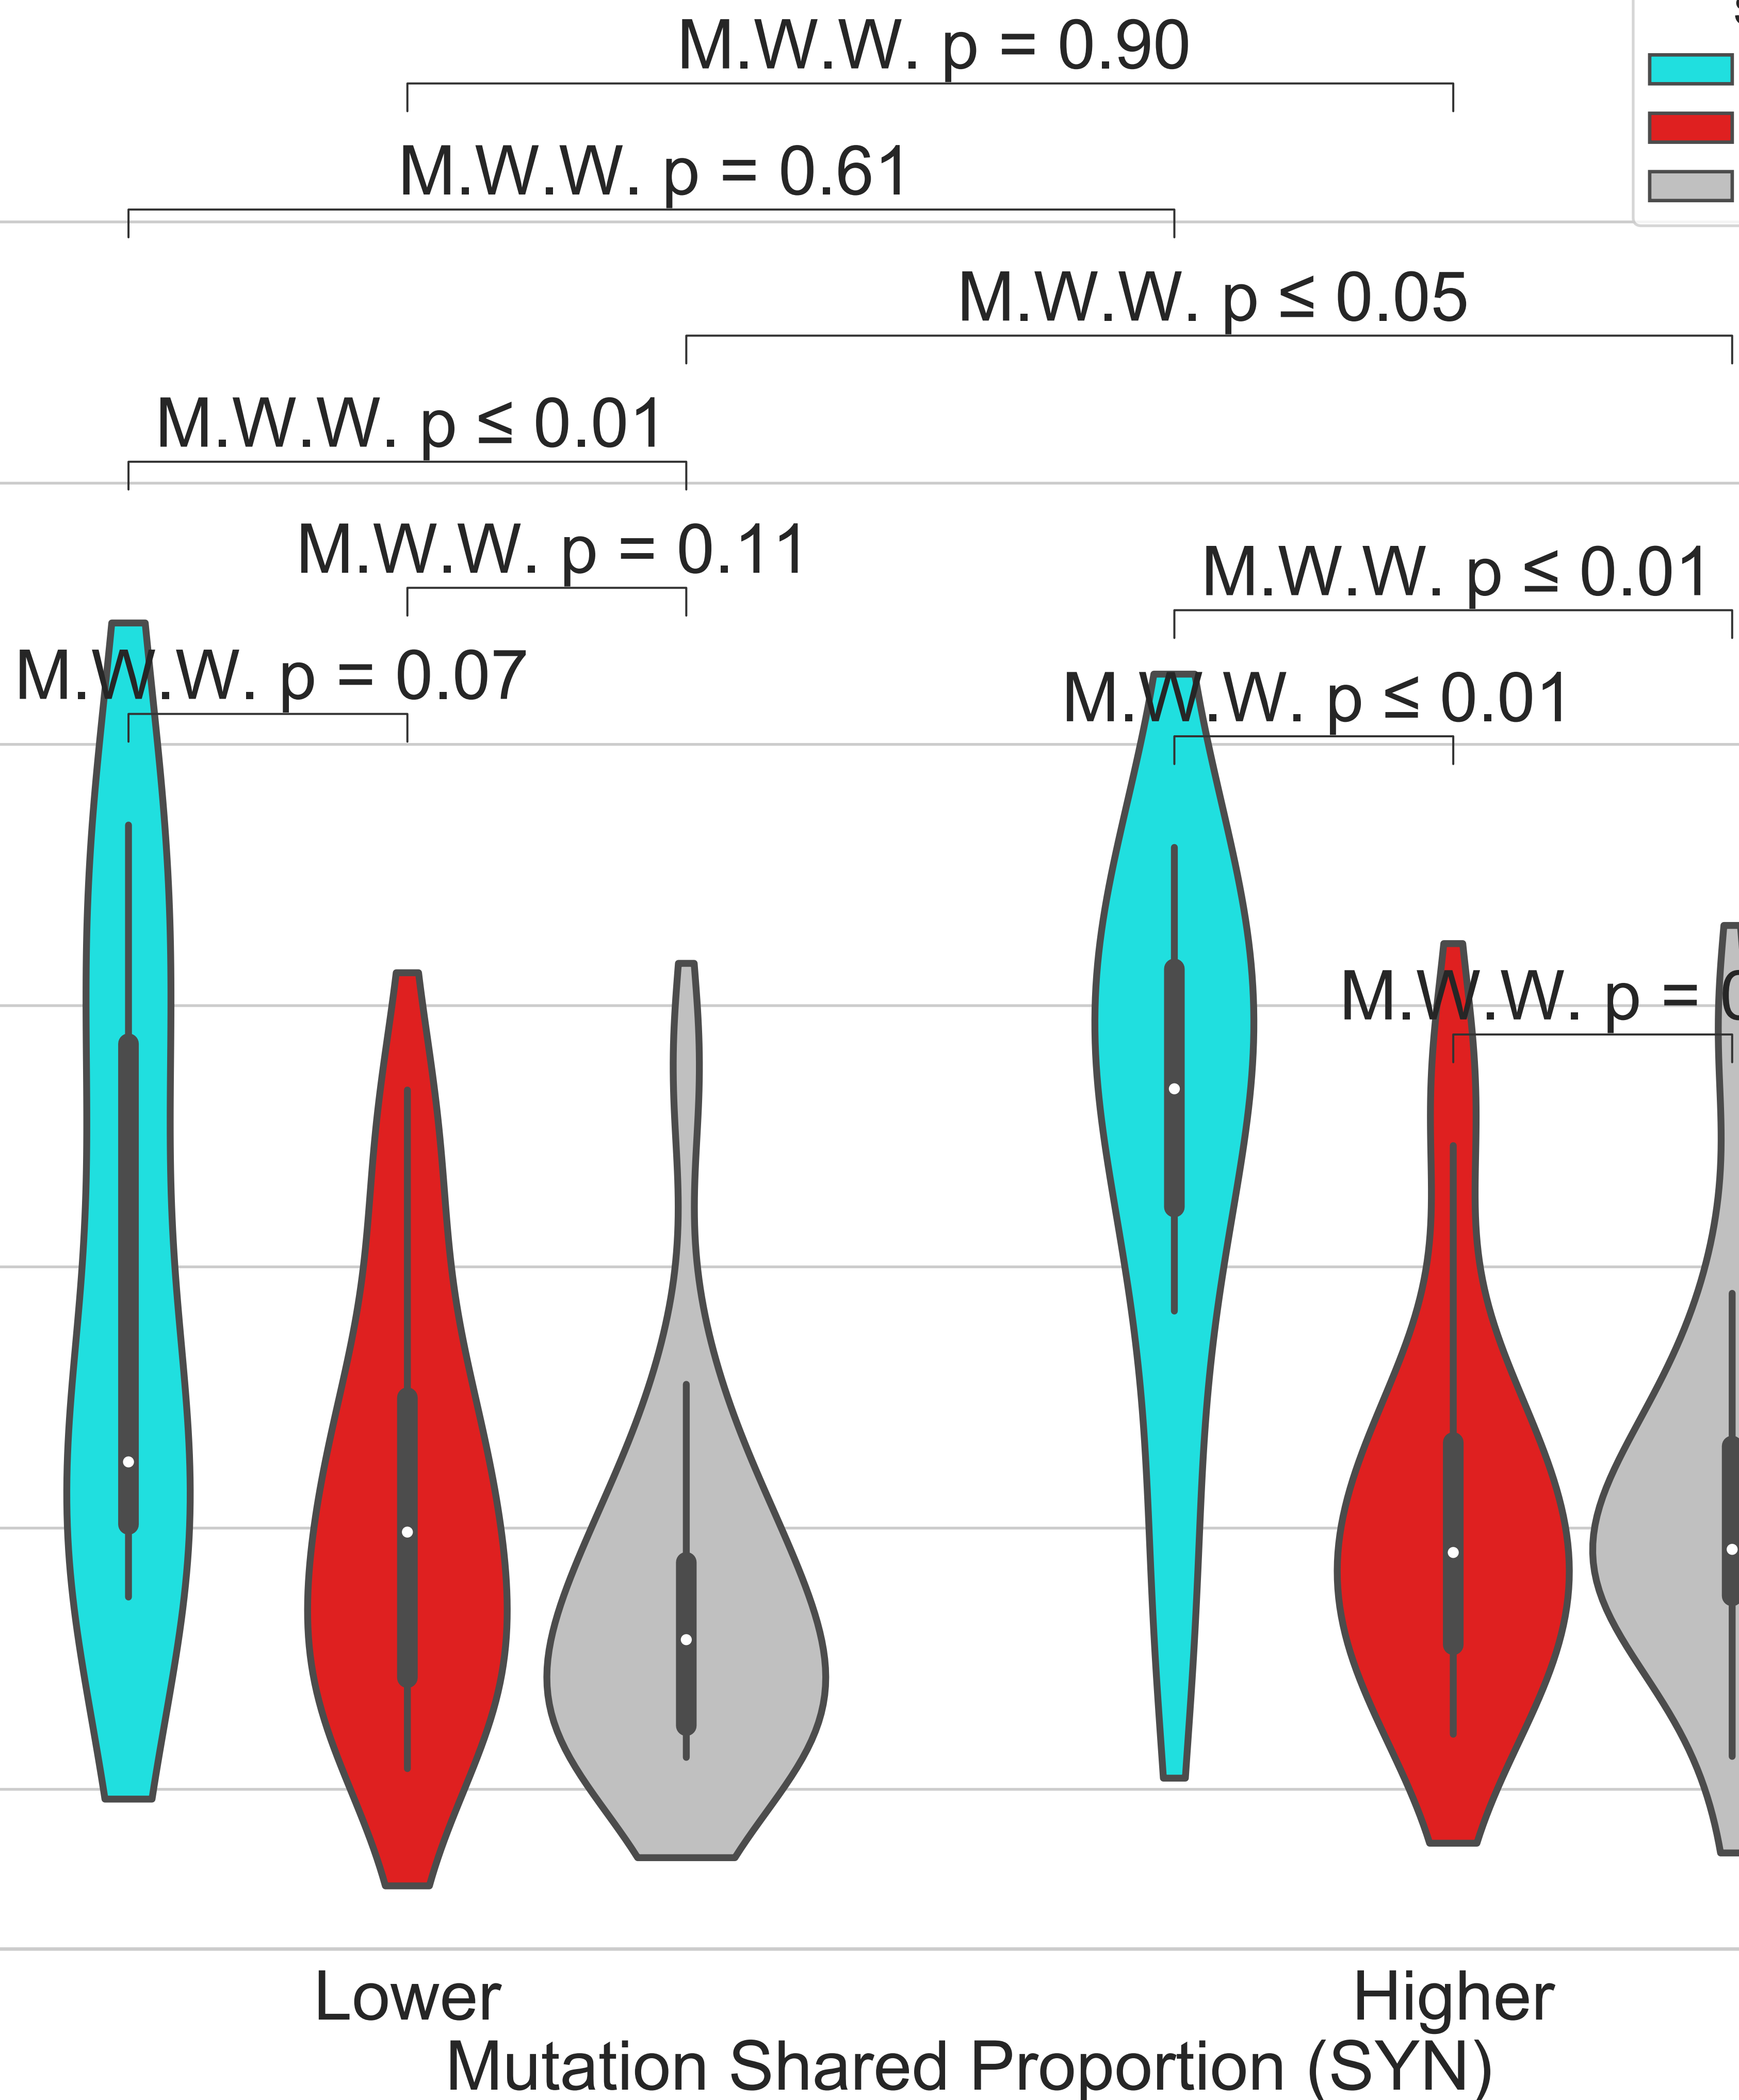 M.W.W. p = 0.90
M.W.W. p = 0.61
M.W.W. p ≤ 0.05
M.W.W. p ≤ 0.01
M.W.W. p = 0.11
M.W.W. p ≤ 0.01
M.W.W. p = 0.07
M.W.W. p ≤ 0.01
M.W.W. p =
Lower
Higher
Mutation Shared Proportion (SYN)